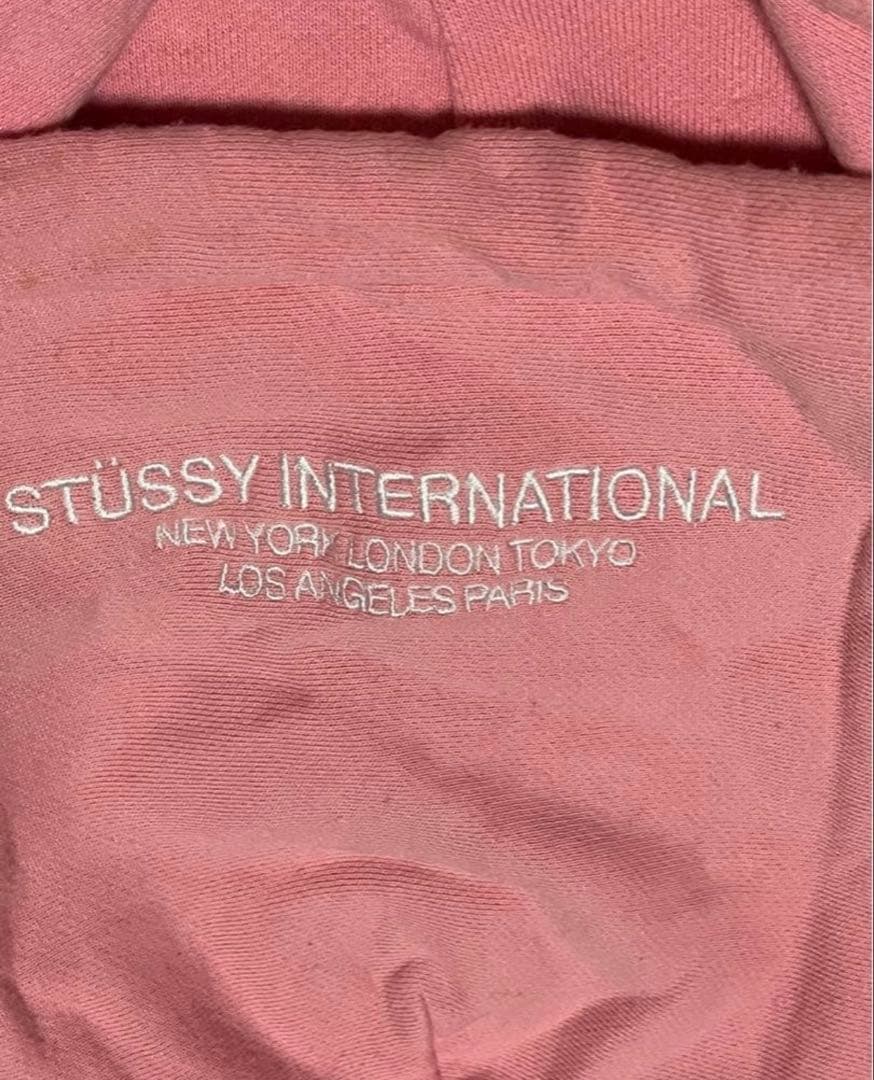 STÜSSY INTERNATIONAL
NEW YORK LONDON TOKYO
LOS ANGELES PARIS